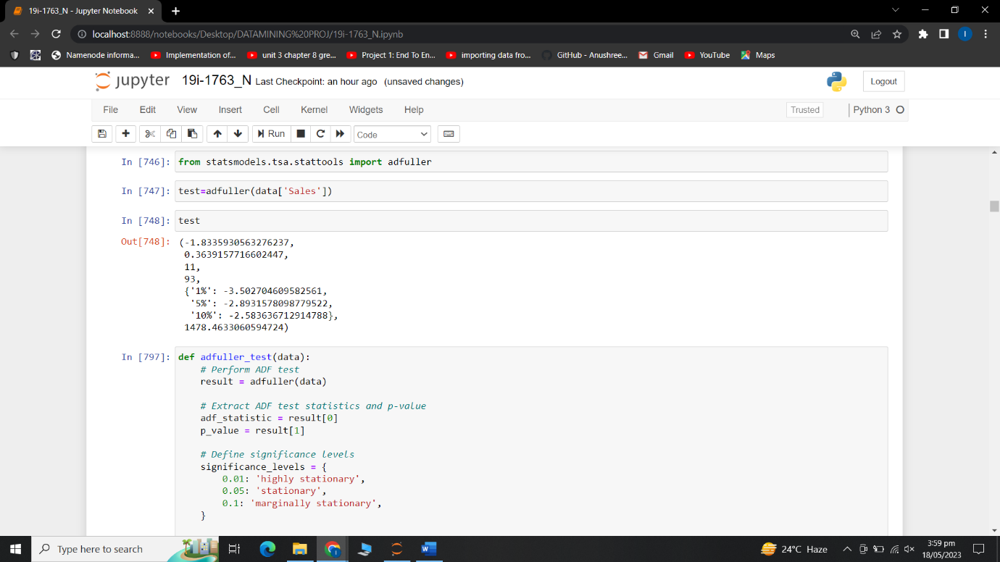 19i-1763_N - Jupyter Notebook
localhost:8888/notebooks/Desktop/DATAMINING%20PROJ/19i-1763_N.ipynb
Namenode informa... Implementation of... unit 3 chapter 8 gre... Project 1: End To En... importing data fro... GitHub - Anushree... Gmail YouTube Maps
jupyter 19i-1763_N Last Checkpoint: an hour ago (unsaved changes) Logout
File Edit View Insert Cell Kernel Widgets Help Trusted Python 3
Run Code
In [746]: from statsmodels.tsa.stattools import adfuller
In [747]: test=adfuller(data['Sales'])
In [748]: test
Out[748]: (-1.8335930563276237,
0.3639157716602447,
11,
93,
{'1%': -3.502704609582561,
'5%': -2.8931578098779522,
'10%': -2.583636712914788},
1478.4633060594724)
In [797]: def adfuller_test(data):
# Perform ADF test
result = adfuller(data)
# Extract ADF test statistics and p-value
adf_statistic = result[0]
p_value = result[1]
# Define significance levels
significance_levels = {
0.01: 'highly stationary',
0.05: 'stationary',
0.1: 'marginally stationary',
}
Type here to search
24°C Haze
3:59 pm
18/05/2023